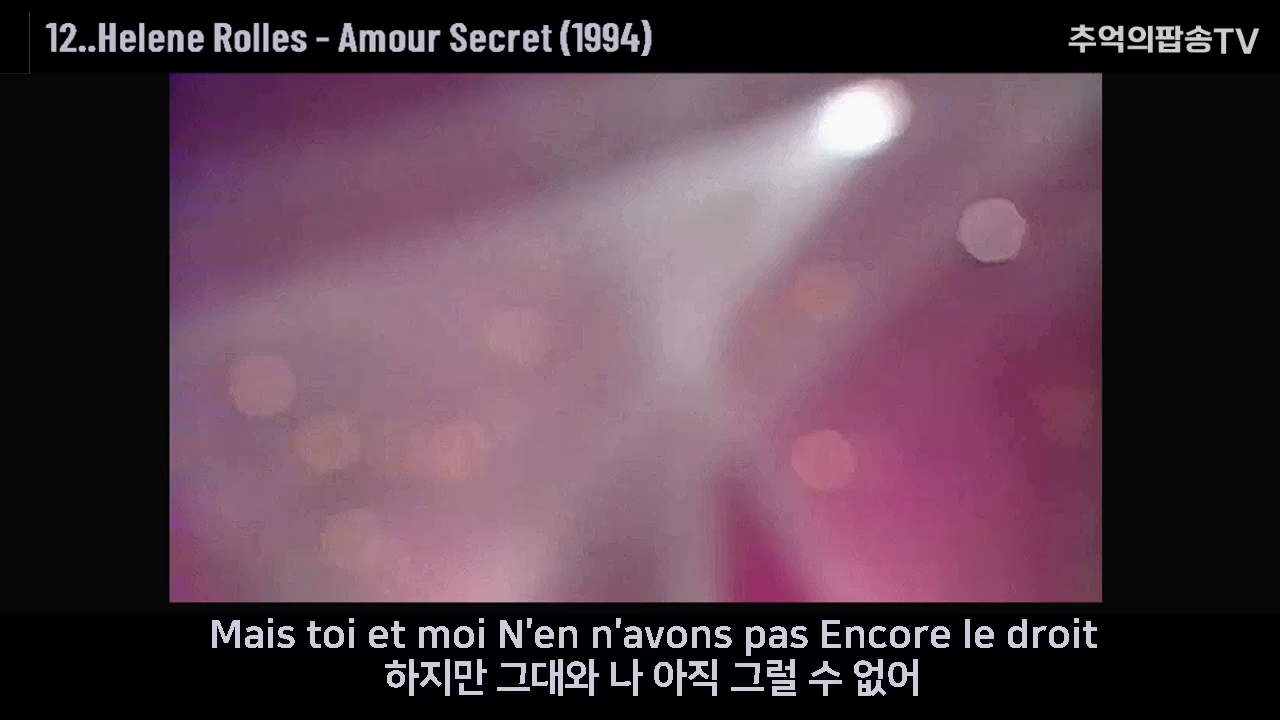 12..Helene Rolles - Amour Secret (1994)
추억의팝송TV
Mais toi et moi N'en n'avons pas Encore le droit
하지만 그대와 나 아직 그럴 수 없어